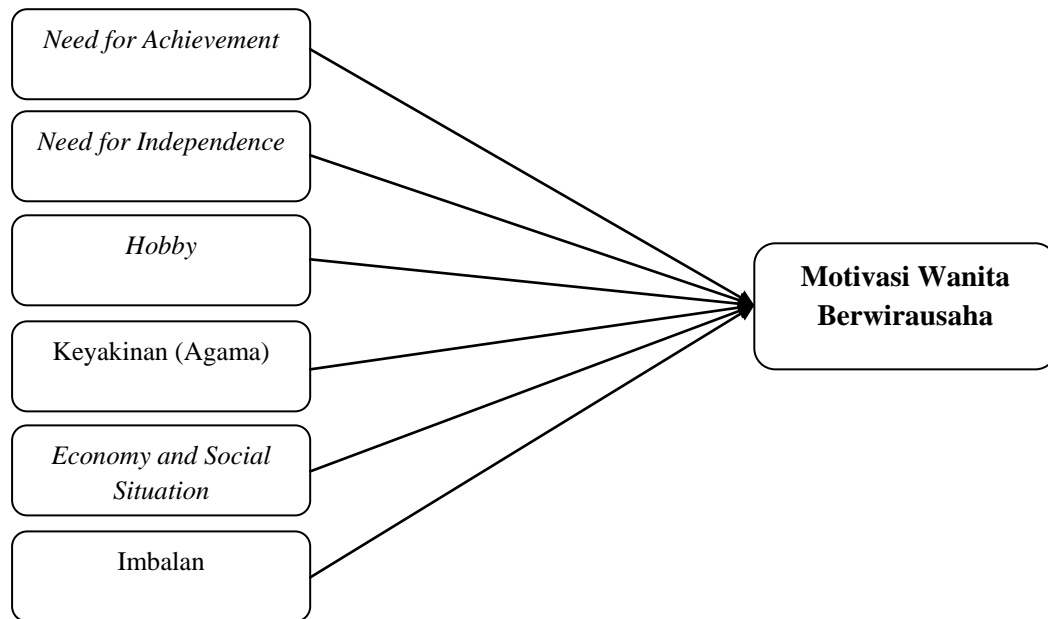 Need for Achievement
Need for Independence
Hobby
Keyakinan (Agama)
Economy and Social
Situation
Imbalan
Motivasi Wanita
Berwirausaha